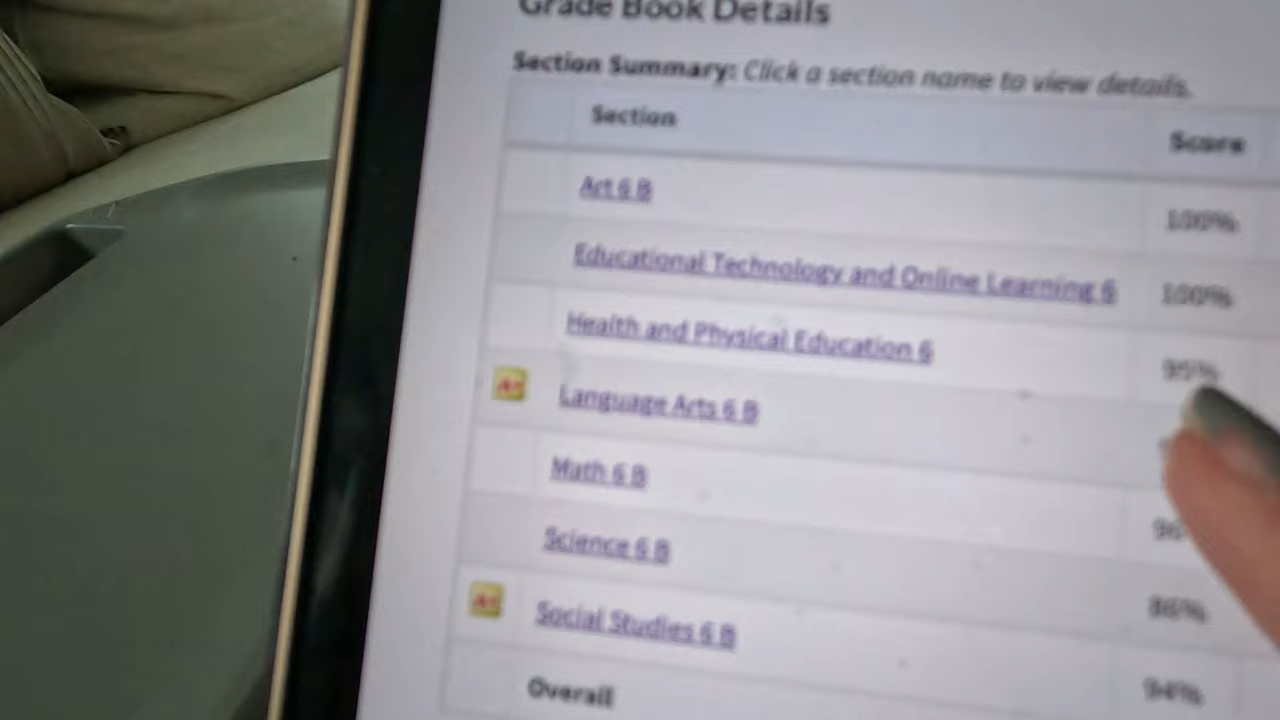 Grade Book Details
Section Summary: Click a section name to view details.
Section Score
Art 6 B 100%
Educational Technology and Online Learning 6 100%
Health and Physical Education 6 95%
A+ Language Arts 6 B
Math 6 B
Science 6 B 86%
A+ Social Studies 6 B 94%
Overall